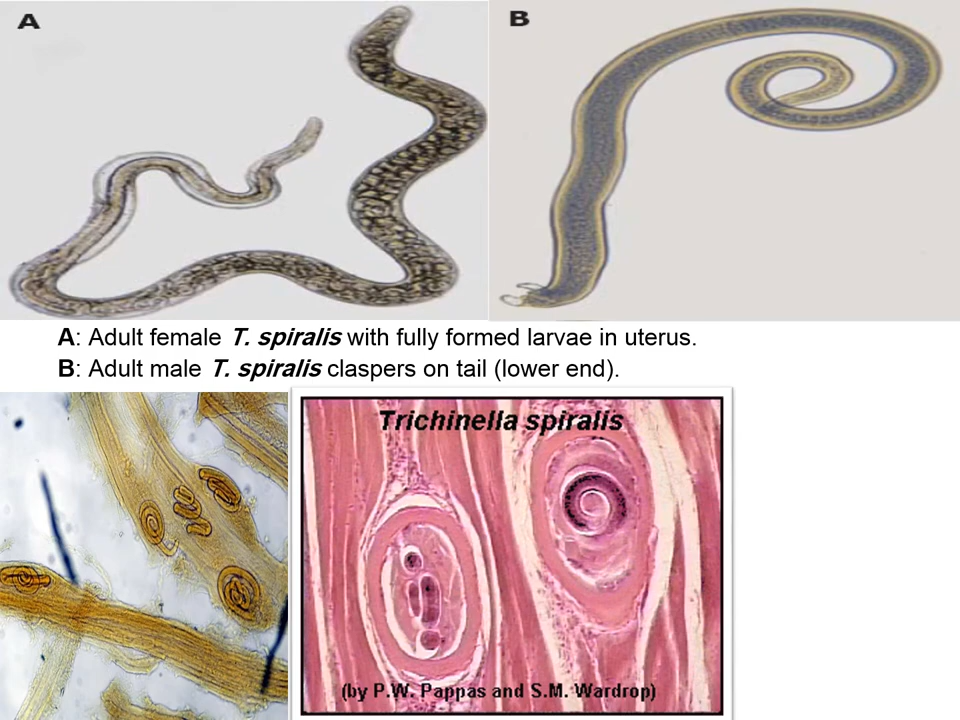 A
B
A: Adult female T. spiralis with fully formed larvae in uterus.
B: Adult male T. spiralis claspers on tail (lower end).
Trichinella spiralis
(by P.W. Pappas and S.M. Wardrop)